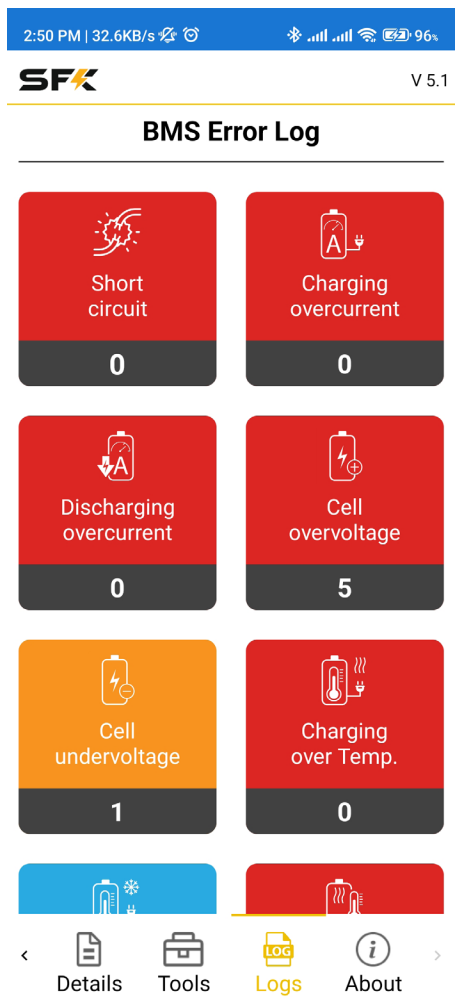 2:50 PM | 32.6KB/s 96%
SFK V 5.1
BMS Error Log
Short
circuit
0
A
Charging
overcurrent
0
A
Discharging
overcurrent
0
Cell
overvoltage
5
Cell
undervoltage
1
Charging
over Temp.
0
Details
Tools
LOG
Logs
i
About